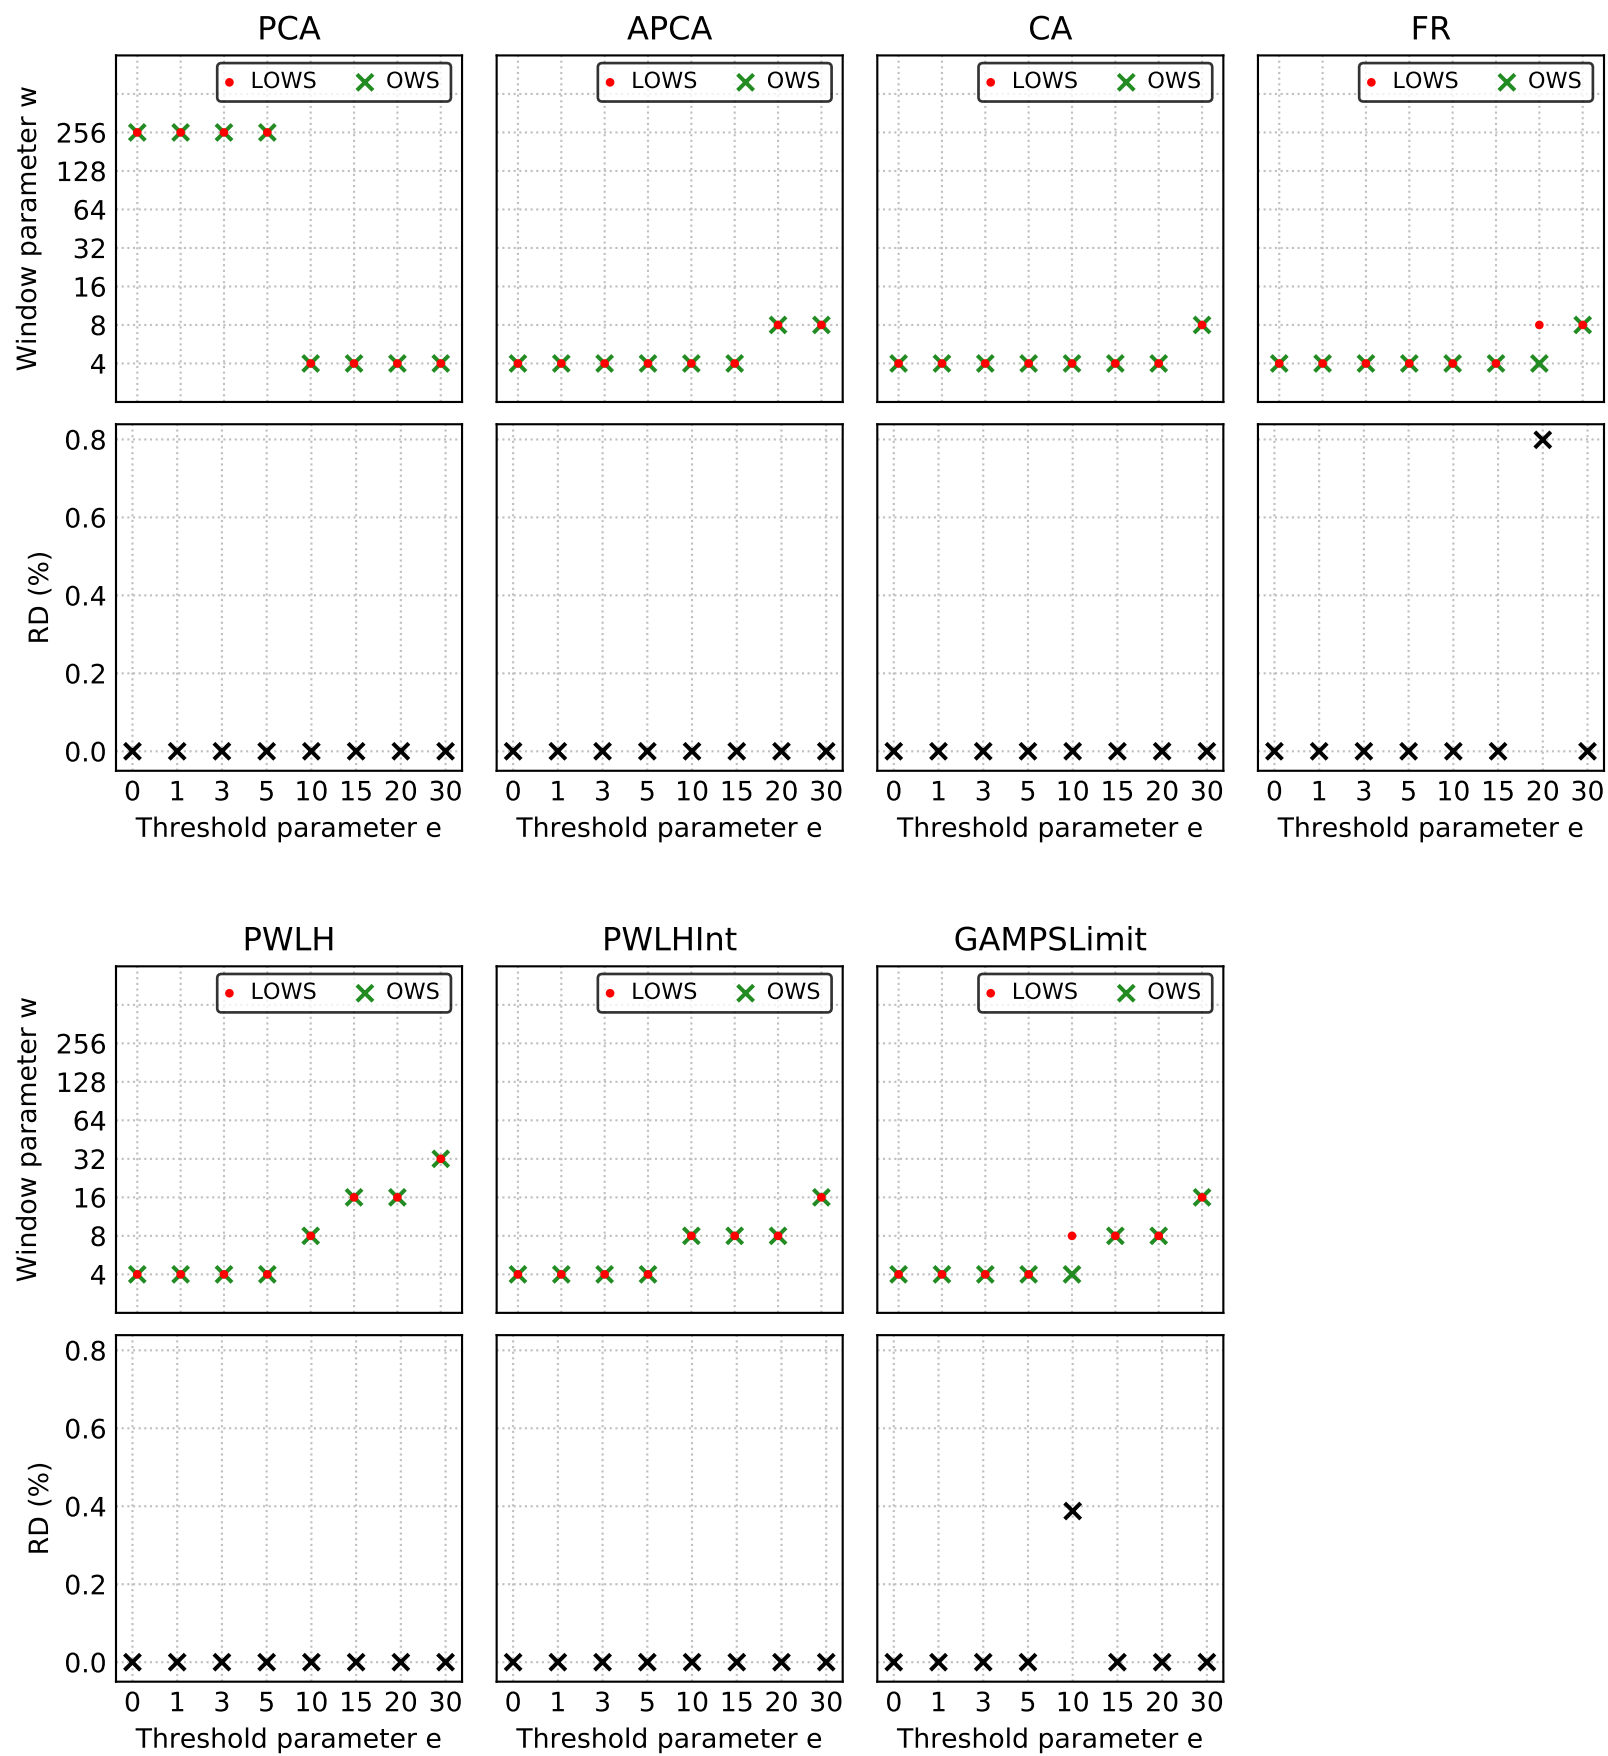 PCA
APCA
CA
FR
LOWS OWS
LOWS OWS
LOWS OWS
LOWS OWS
Window parameter w
256
128
64
32
16
8
4
RD (%)
0.8
0.6
0.4
0.2
0.0
0 1 3 5 10 15 20 30
0 1 3 5 10 15 20 30
0 1 3 5 10 15 20 30
0 1 3 5 10 15 20 30
Threshold parameter e
Threshold parameter e
Threshold parameter e
Threshold parameter e
PWLH
PWLHInt
GAMPSLimit
LOWS OWS
LOWS OWS
LOWS OWS
Window parameter w
256
128
64
32
16
8
4
RD (%)
0.8
0.6
0.4
0.2
0.0
0 1 3 5 10 15 20 30
0 1 3 5 10 15 20 30
0 1 3 5 10 15 20 30
Threshold parameter e
Threshold parameter e
Threshold parameter e